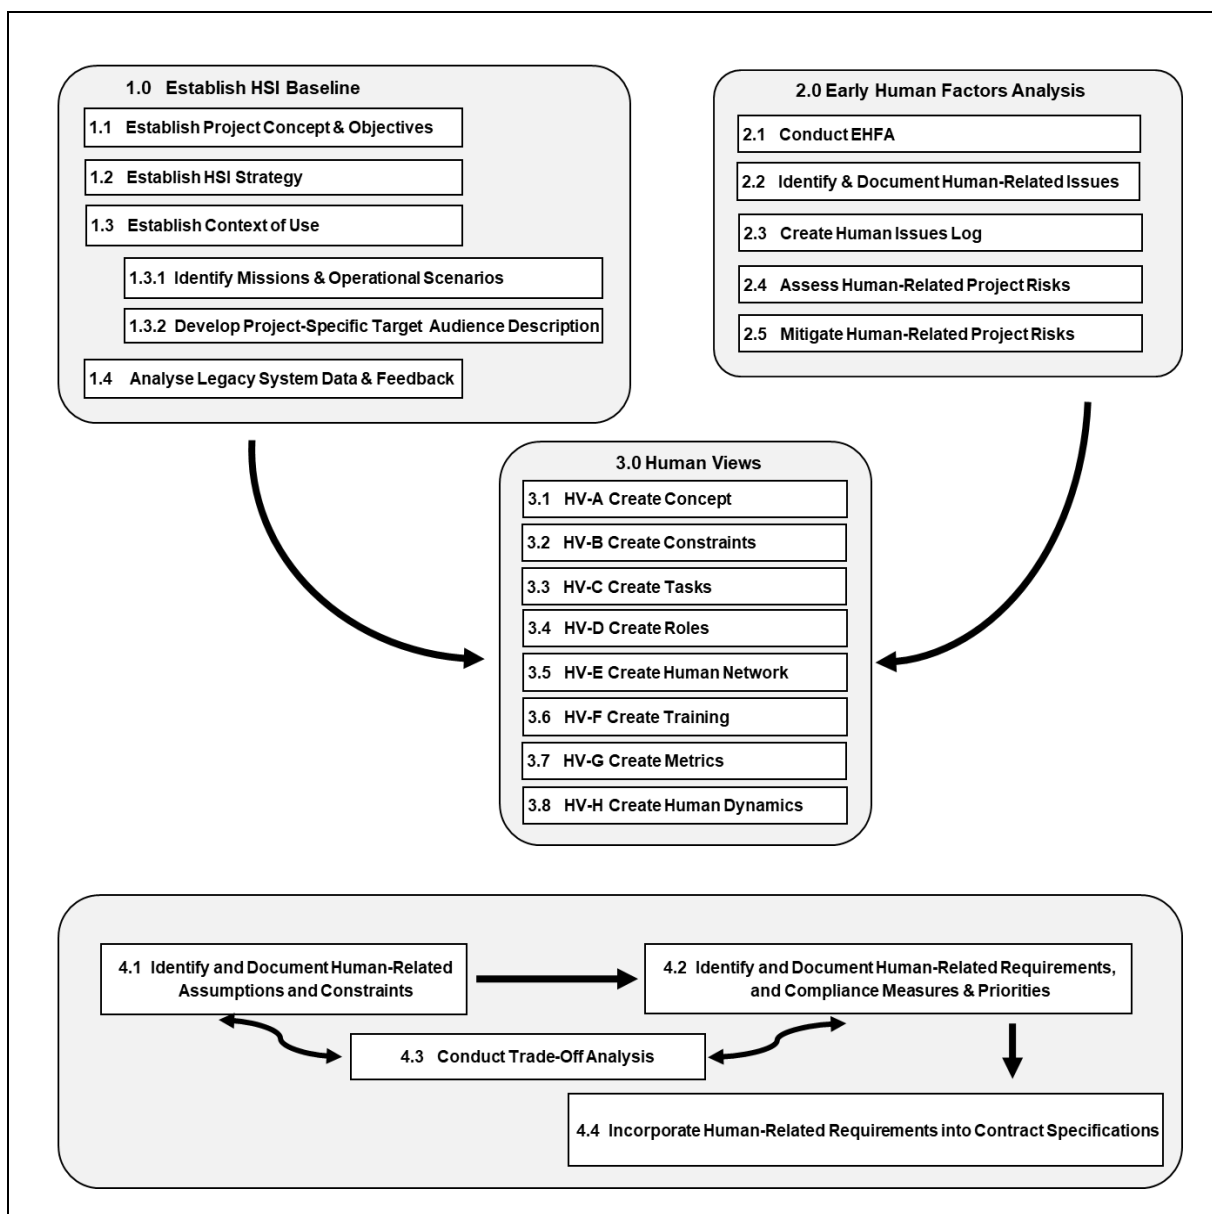 1.0 Establish HSI Baseline
1.1 Establish Project Concept & Objectives
1.2 Establish HSI Strategy
1.3 Establish Context of Use
1.3.1 Identify Missions & Operational Scenarios
1.3.2 Develop Project-Specific Target Audience Description
1.4 Analyse Legacy System Data & Feedback
2.0 Early Human Factors Analysis
2.1 Conduct EHFA
2.2 Identify & Document Human-Related Issues
2.3 Create Human Issues Log
2.4 Assess Human-Related Project Risks
2.5 Mitigate Human-Related Project Risks
3.0 Human Views
3.1 HV-A Create Concept
3.2 HV-B Create Constraints
3.3 HV-C Create Tasks
3.4 HV-D Create Roles
3.5 HV-E Create Human Network
3.6 HV-F Create Training
3.7 HV-G Create Metrics
3.8 HV-H Create Human Dynamics
4.1 Identify and Document Human-Related
Assumptions and Constraints
4.2 Identify and Document Human-Related Requirements,
and Compliance Measures & Priorities
4.3 Conduct Trade-Off Analysis
4.4 Incorporate Human-Related Requirements into Contract Specifications